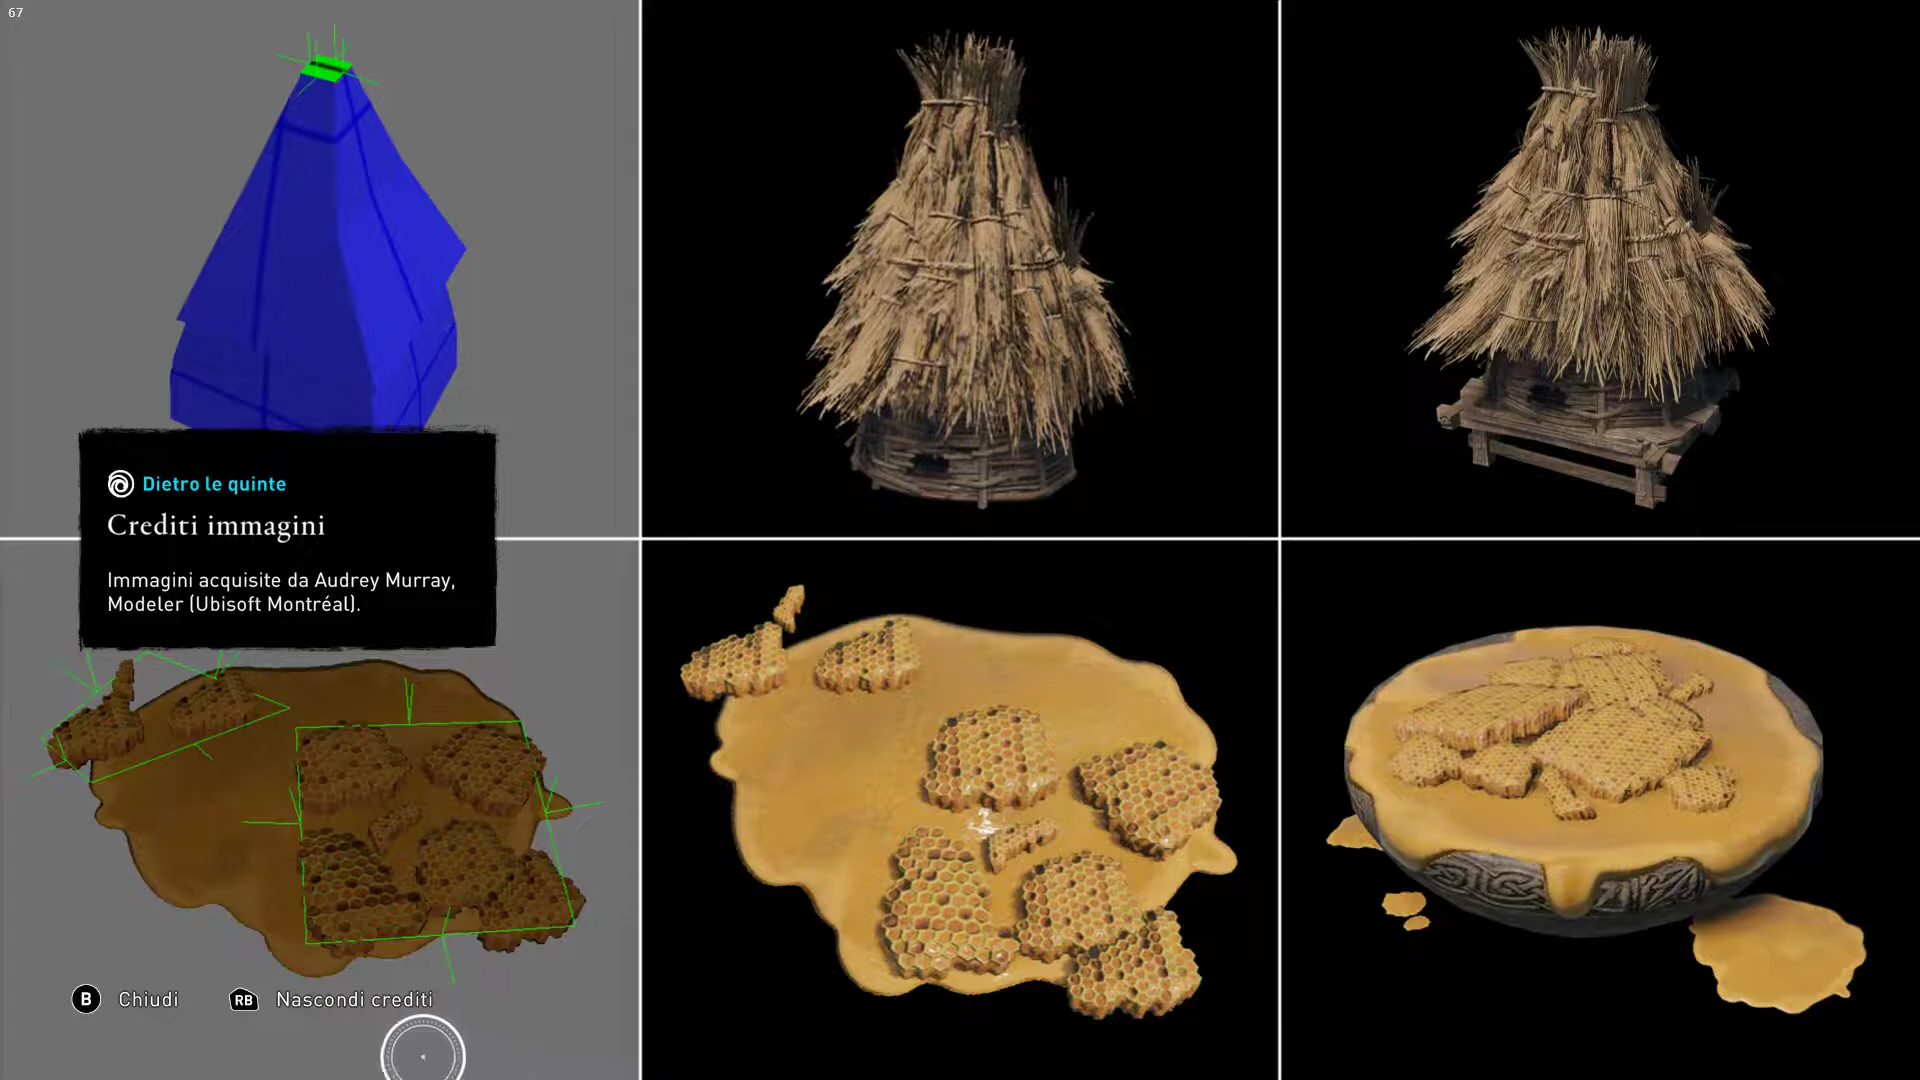 67
Dietro le quinte
Crediti immagini
Immagini acquisite da Audrey Murray,
Modeler (Ubisoft Montréal).
B Chiudi RB Nascondi crediti